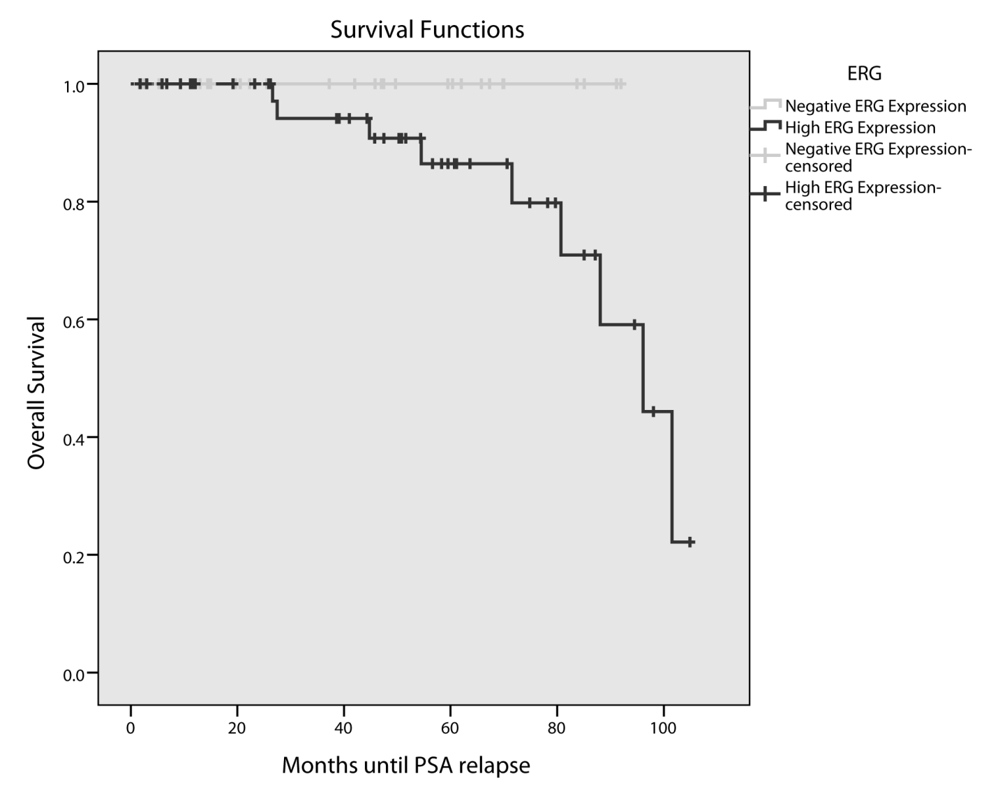 Survival Functions
ERG
Negative ERG Expression
High ERG Expression
Negative ERG Expression-
censored
High ERG Expression-
censored
Overall Survival
1.0
0.8
0.6
0.4
0.2
0.0
0 20 40 60 80 100
Months until PSA relapse